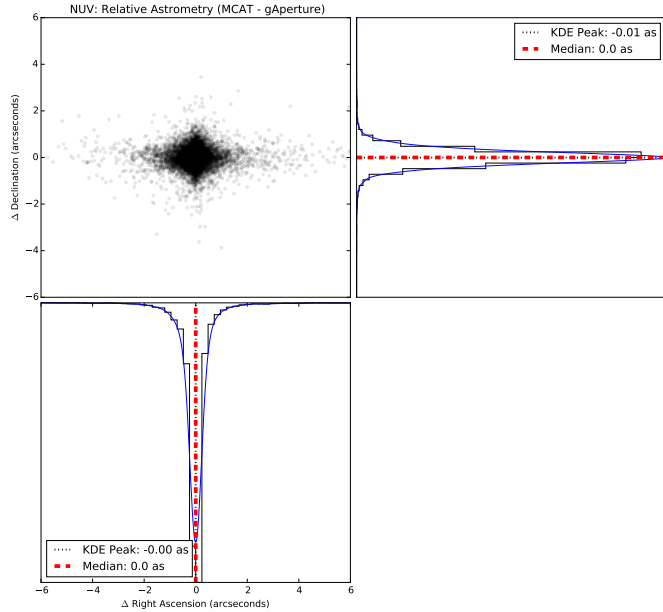 NUV: Relative Astrometry (MCAT - gAperture)
6
4
2
0
−2
−4
−6
Δ Declination (arcseconds)
KDE Peak: -0.01 as
Median: 0.0 as
KDE Peak: -0.00 as
Median: 0.0 as
−6 −4 −2 0 2 4 6
Δ Right Ascension (arcseconds)